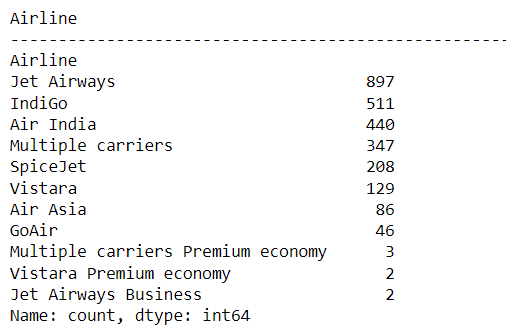 Airline
---------------------------------------------------
Airline
Jet Airways                          897
IndiGo                               511
Air India                            440
Multiple carriers                    347
SpiceJet                             208
Vistara                              129
Air Asia                              86
GoAir                                 46
Multiple carriers Premium economy      3
Vistara Premium economy                2
Jet Airways Business                   2
Name: count, dtype: int64